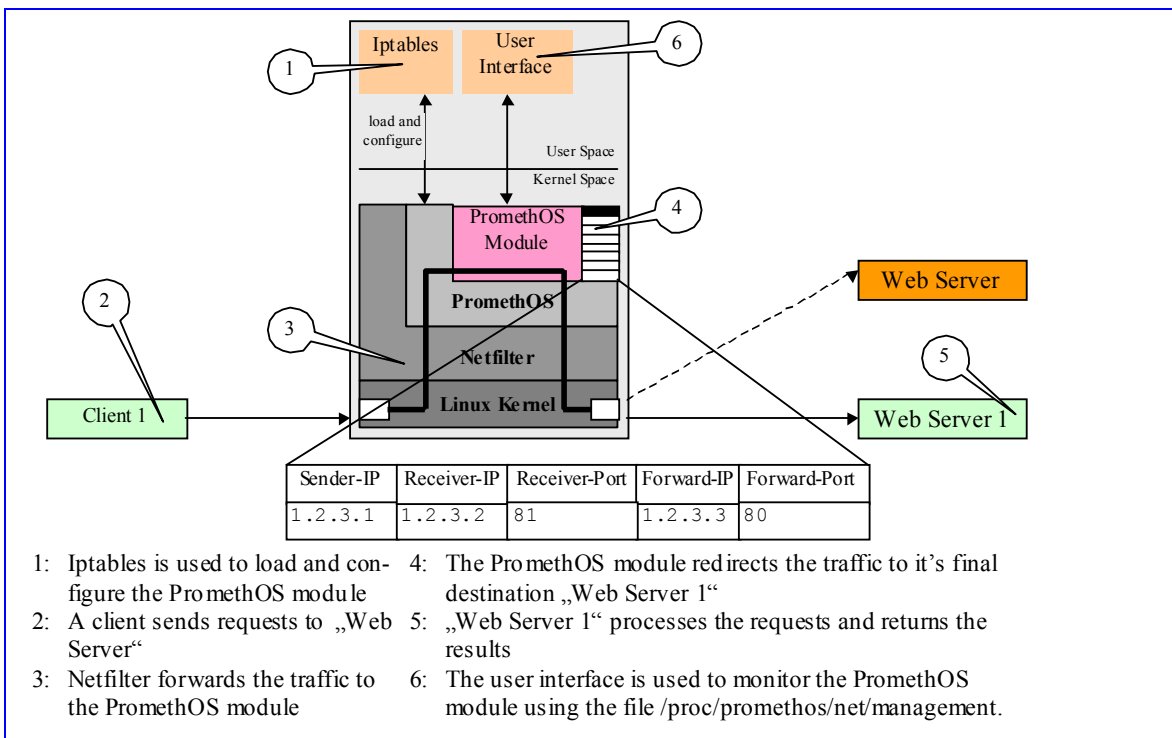 Iptables
User
Interface
1
6
load and
configure
User Space
Kernel Space
PromethOS
Module
4
2
Web Server
PromethOS
3
Netfilter
5
Client 1
Linux Kernel
Web Server 1
Sender-IP Receiver-IP Receiver-Port Forward-IP Forward-Port
1.2.3.1 1.2.3.2 81 1.2.3.3 80
1: Iptables is used to load and con-
figure the PromethOS module
2: A client sends requests to „Web
Server“
3: Netfilter forwards the traffic to
the PromethOS module
4: The PromethOS module redirects the traffic to it's final
destination „Web Server 1“
5: „Web Server 1“ processes the requests and returns the
results
6: The user interface is used to monitor the PromethOS
module using the file /proc/promethos/net/management.